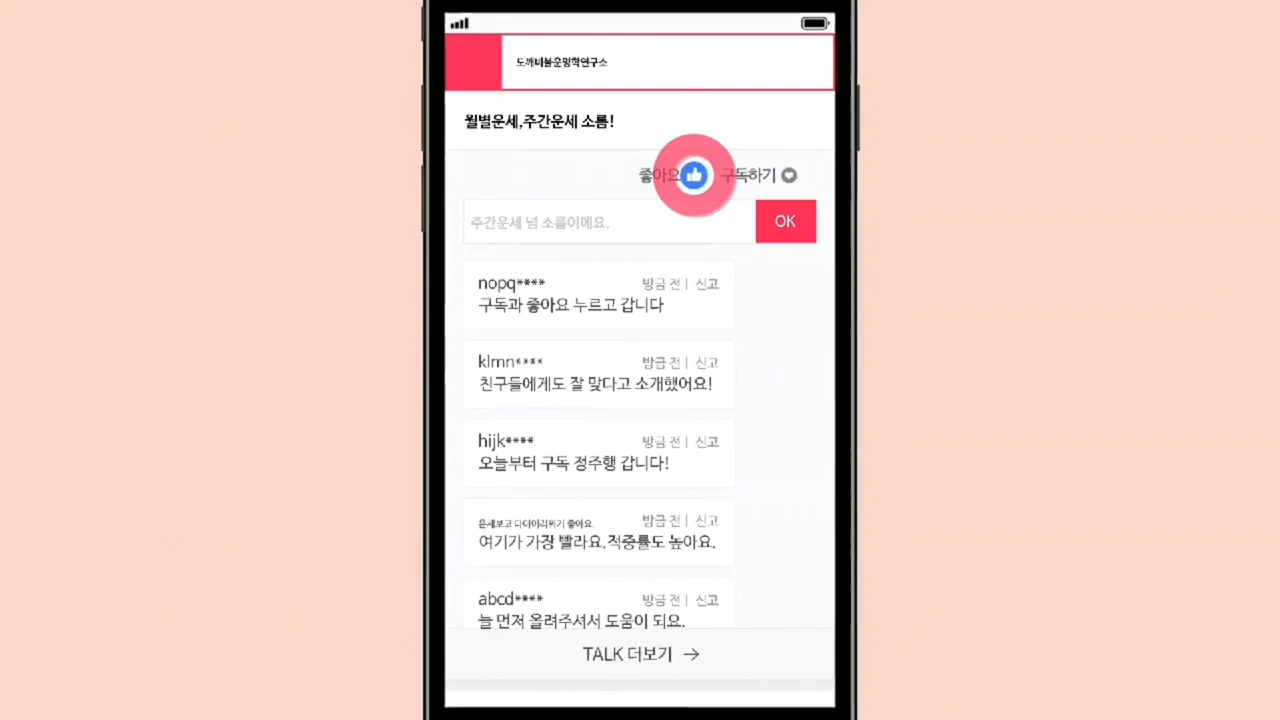 도깨비불운명학연구소
월별운세,주간운세 소름!
좋아요 구독하기
주간운세 넘 소름이예요.
OK
nopq**** 방금 전 | 신고
구독과 좋아요 누르고 갑니다
klmn**** 방금 전 | 신고
친구들에게도 잘 맞다고 소개했어요!
hijk**** 방금 전 | 신고
오늘부터 구독 정주행 갑니다!
운세보고 다이어리짜기 좋아요. 방금 전 | 신고
여기가 가장 빨라요.적중률도 높아요.
abcd**** 방금 전 | 신고
늘 먼저 올려주셔서 도움이 되요.
TALK 더보기 →